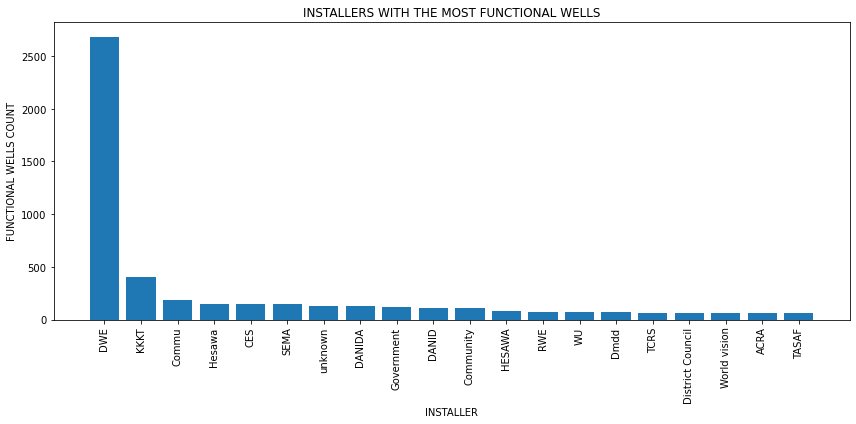 INSTALLERS WITH THE MOST FUNCTIONAL WELLS
FUNCTIONAL WELLS COUNT
2500
2000
1500
1000
500
0
DWE
KKKT
Commu
Hesawa
CES
SEMA
unknown
DANIDA
Government
DANID
Community
HESAWA
RWE
WU
Dmdd
TCRS
District Council
World vision
ACRA
TASAF
INSTALLER